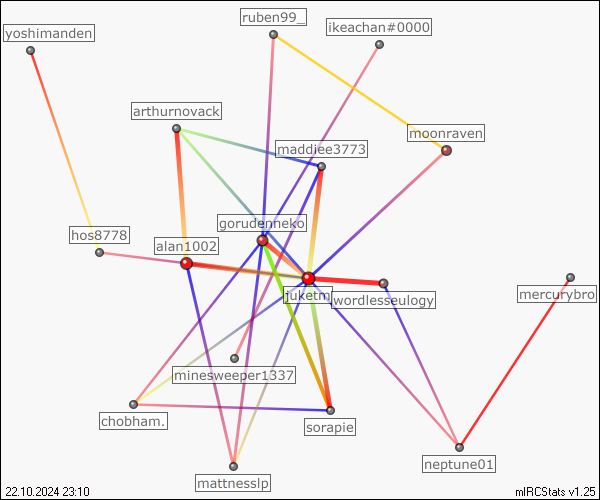 ruben99_
ikeachan#0000
yoshimanden
arthurnovack
moonraven
maddiee3773
gorudenneko
hos8778
alan1002
juketm
wordlesseulogy
mercurybro
minesweeper1337
chobham.
sorapie
neptune01
mattnesslp
22.10.2024 23:10
mIRCStats v1.25